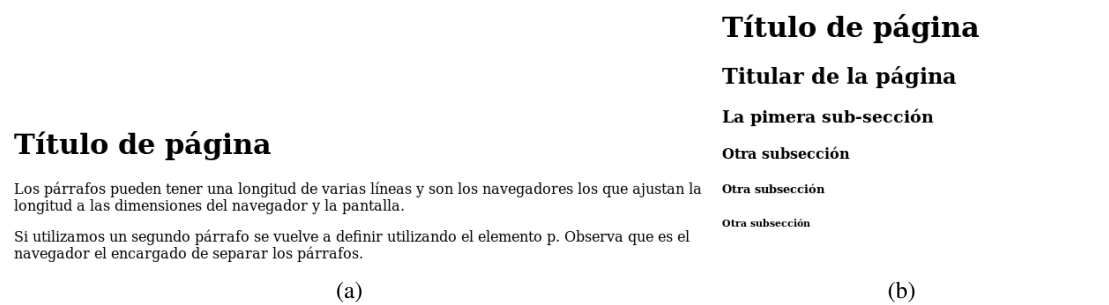 Título de página
Los párrafos pueden tener una longitud de varias líneas y son los navegadores los que ajustan la
longitud a las dimensiones del navegador y la pantalla.
Si utilizamos un segundo párrafo se vuelve a definir utilizando el elemento p. Observa que es el
navegador el encargado de separar los párrafos.
(a)
Título de página
Titular de la página
La pimera sub-sección
Otra subsección
Otra subsección
Otra subsección
(b)